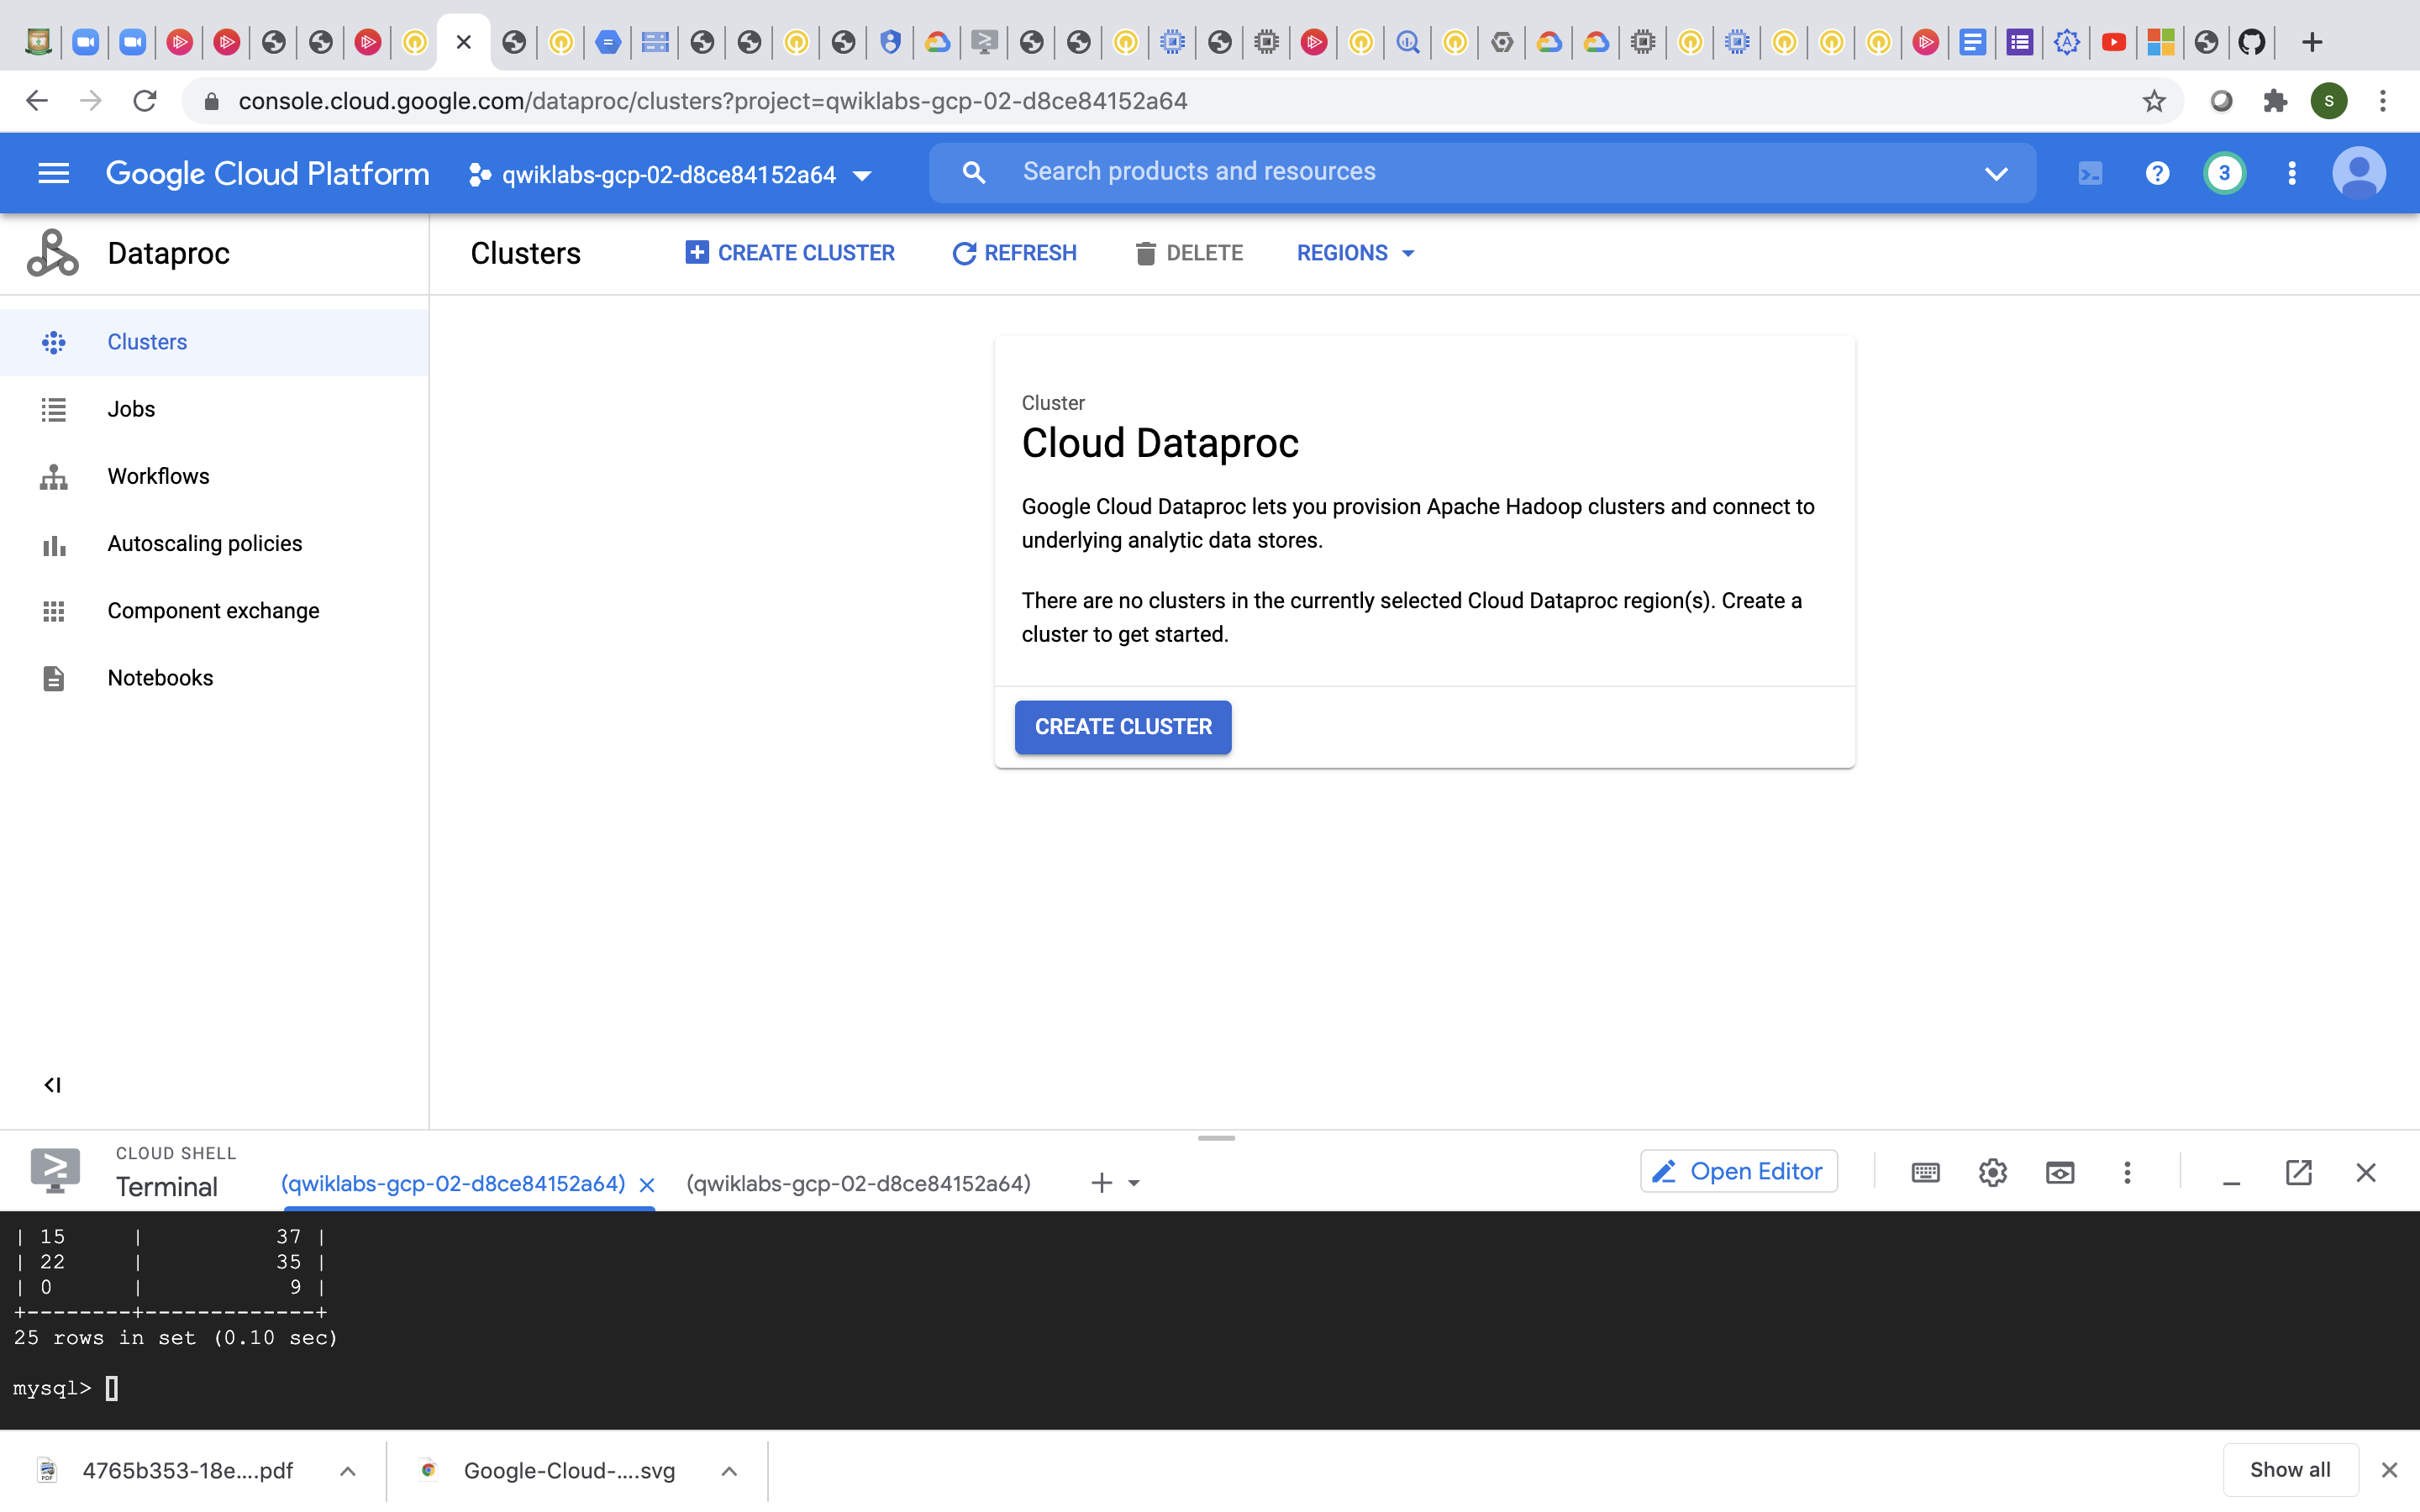 console.cloud.google.com/dataproc/clusters?project=qwiklabs-gcp-02-d8ce84152a64
S
Google Cloud Platform
qwiklabs-gcp-02-d8ce84152a64
Search products and resources
3
Dataproc
Clusters
CREATE CLUSTER
REFRESH
DELETE
REGIONS
Clusters
Jobs
Workflows
Autoscaling policies
Component exchange
Notebooks
Cluster
Cloud Dataproc
Google Cloud Dataproc lets you provision Apache Hadoop clusters and connect to
underlying analytic data stores.
There are no clusters in the currently selected Cloud Dataproc region(s). Create a
cluster to get started.
CREATE CLUSTER
CLOUD SHELL
Terminal
(qwiklabs-gcp-02-d8ce84152a64)
(qwiklabs-gcp-02-d8ce84152a64)
Open Editor
| 15     |          37 |
| 22     |          35 |
| 0      |           9 |
+--------+-------------+
25 rows in set (0.10 sec)
mysql>
4765b353-18e....pdf
Google-Cloud-....svg
Show all